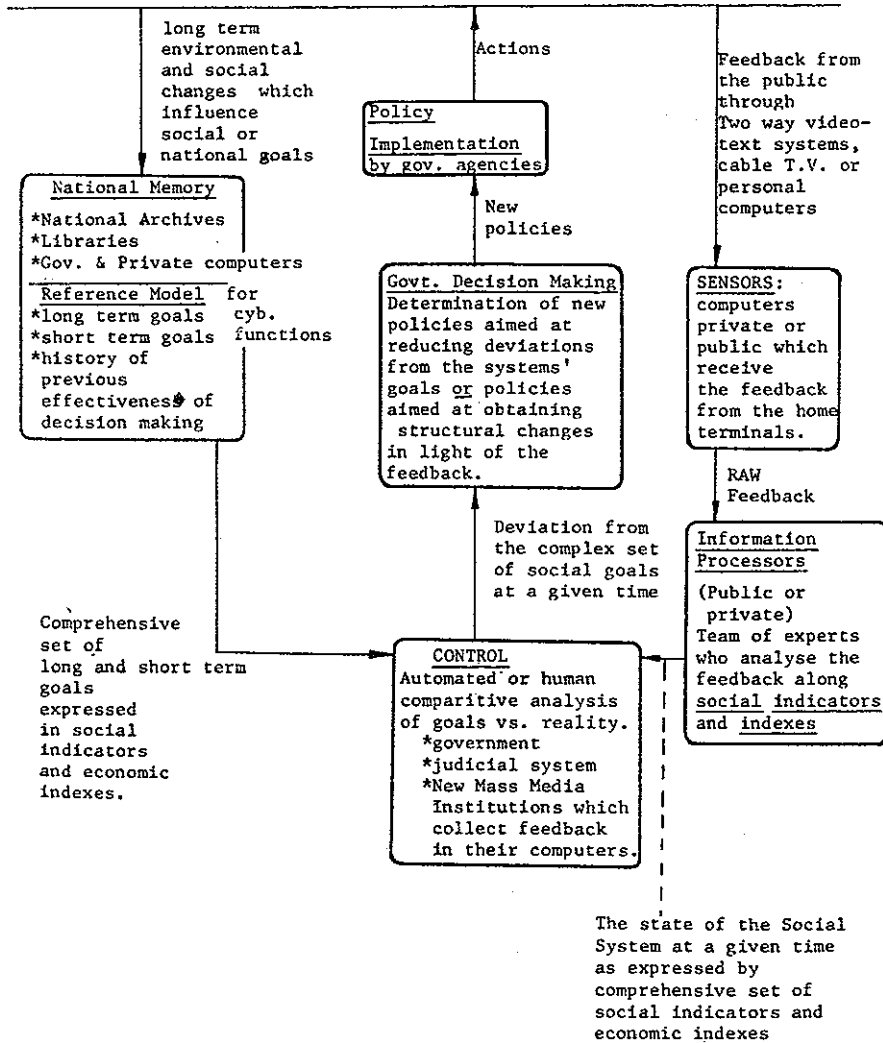 long term
environmental
and social
changes which
influence
social or
national goals
National Memory
*National Archives
*Libraries
*Gov. & Private computers
Reference Model for
*long term goals cyb.
*short term goals functions
*history of
previous
effectiveness of
decision making
Comprehensive
set of
long and short term
goals
expressed
in social
indicators
and economic
indexes.
Actions
Policy
Implementation
by gov. agencies
New
policies
Govt. Decision Making
Determination of new
policies aimed at
reducing deviations
from the systems'
goals or policies
aimed at obtaining
structural changes
in light of the
feedback.
Deviation from
the complex set
of social goals
at a given time
CONTROL
Automated or human
comparitive analysis
of goals vs. reality.
*government
*judicial system
*New Mass Media
Institutions which
collect feedback
in their computers.
Feedback from
the public
through
Two way video-
text systems,
cable T.V. or
personal
computers
SENSORS:
computers
private or
public which
receive
the feedback
from the home
terminals.
RAW
Feedback
Information
Processors
(Public or
private)
Team of experts
who analyse the
feedback along
social indicators
and indexes
The state of the Social
System at a given time
as expressed by
comprehensive set of
social indicators and
economic indexes